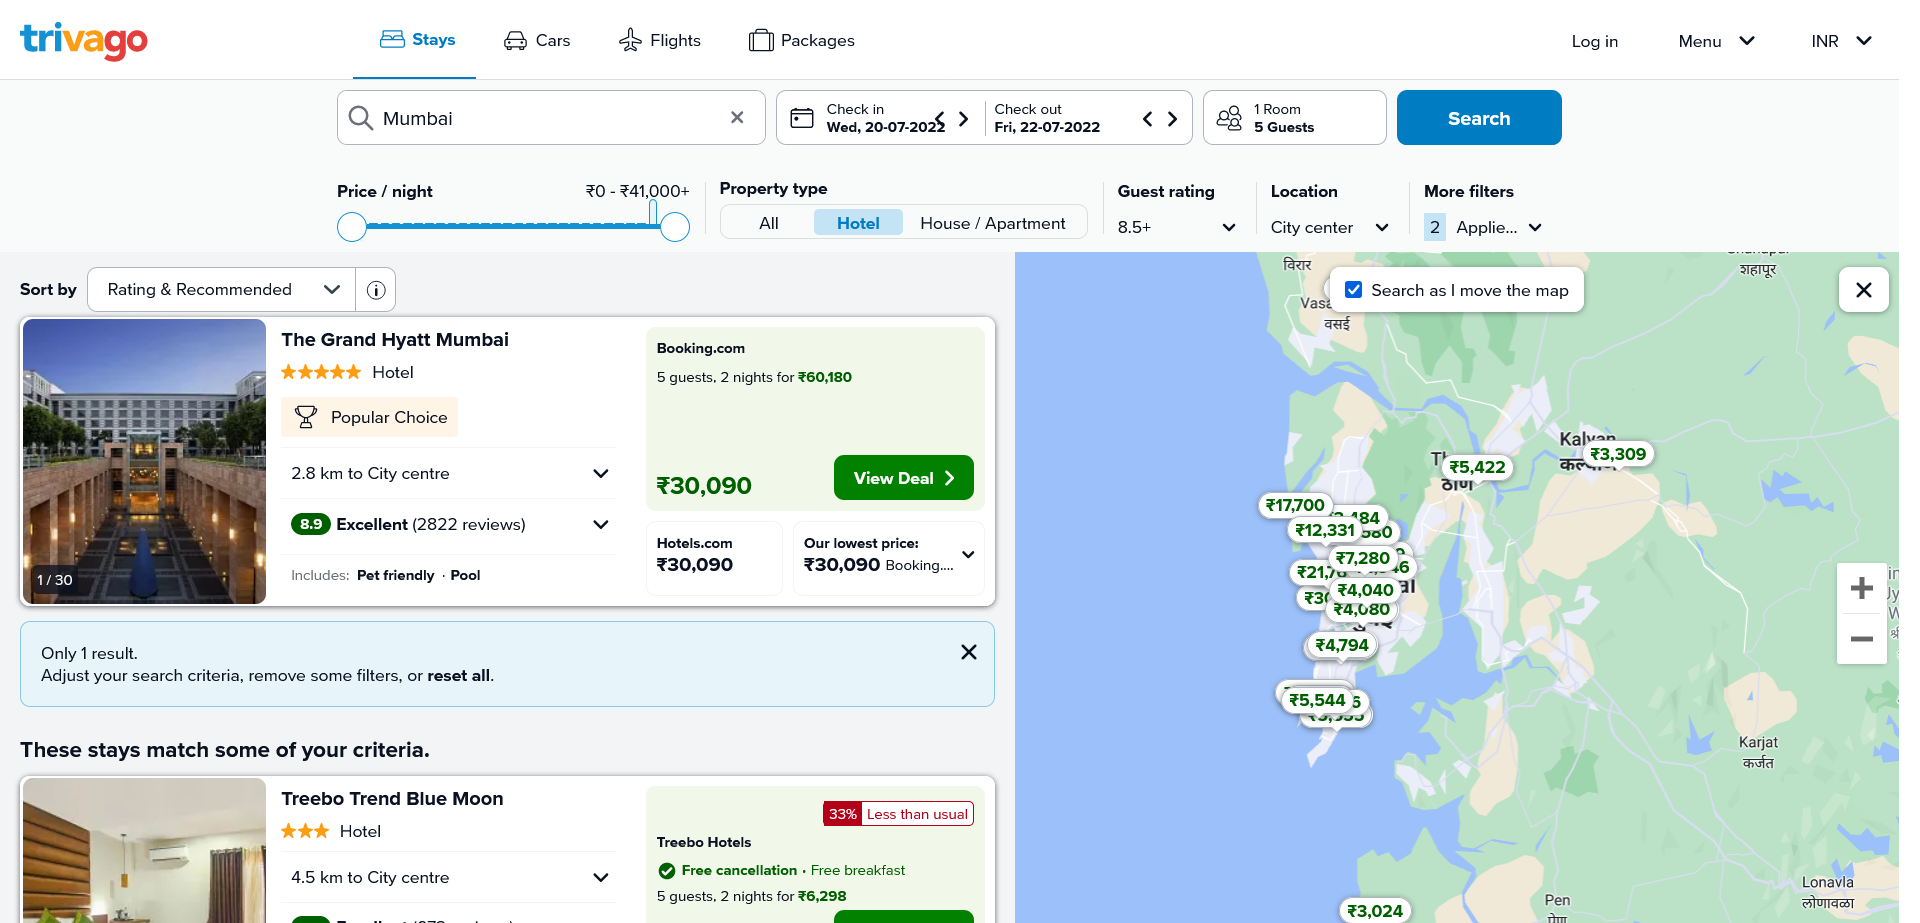 trivago
Stays
Cars
Flights
Packages
Log in
Menu
INR
Mumbai
Check in
Wed, 20-07-2022
Check out
Fri, 22-07-2022
1 Room
5 Guests
Search
Price / night
₹0 - ₹41,000+
Property type
All
Hotel
House / Apartment
Guest rating
8.5+
Location
City center
More filters
2 Applie...
Sort by
Rating & Recommended
The Grand Hyatt Mumbai
Hotel
Popular Choice
2.8 km to City centre
8.9 Excellent (2822 reviews)
Includes: Pet friendly · Pool
1 / 30
Booking.com
5 guests, 2 nights for ₹60,180
₹30,090
View Deal
Hotels.com
₹30,090
Our lowest price:
₹30,090 Booking....
Only 1 result.
Adjust your search criteria, remove some filters, or reset all.
These stays match some of your criteria.
Treebo Trend Blue Moon
Hotel
4.5 km to City centre
33% Less than usual
Treebo Hotels
Free cancellation · Free breakfast
5 guests, 2 nights for ₹6,298
Search as I move the map
विरार
वसई
शहापूर
Kalyan
₹3,309
₹5,422
ठाणे
₹17,700
₹12,331
₹7,280
₹4,040
₹4,080
₹4,794
₹5,544
Karjat
कर्जत
Lonavla
लोणावळा
Pen
₹3,024